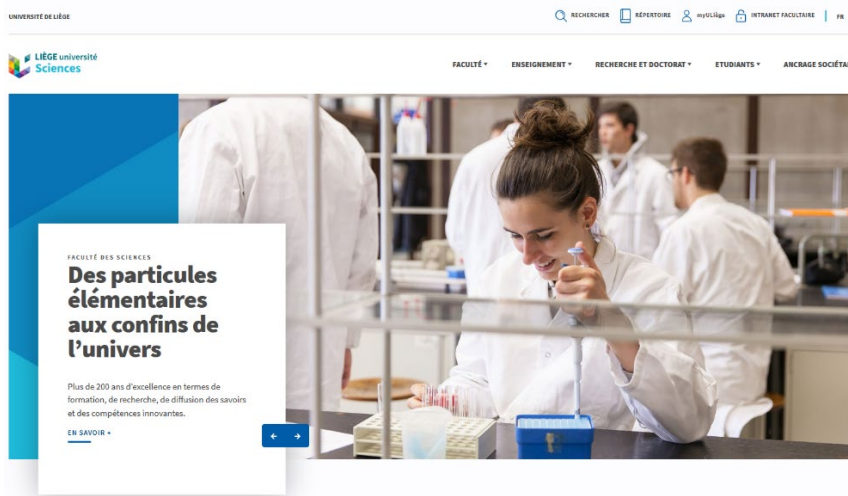 UNIVERSITÉ DE LIÈGE
RECHERCHER RÉPERTOIRE myULiège INTRANET FACULTAIRE FR
LIÈGE université
Sciences
FACULTÉ ENSEIGNEMENT RECHERCHE ET DOCTORAT ETUDIANTS ANCRAGE SOCIÉTA
FACULTÉ DES SCIENCES
Des particules
élémentaires
aux confins de
l'univers
Plus de 200 ans d'excellence en termes de
formation, de recherche, de diffusion des savoirs
et des compétences innovantes.
EN SAVOIR +